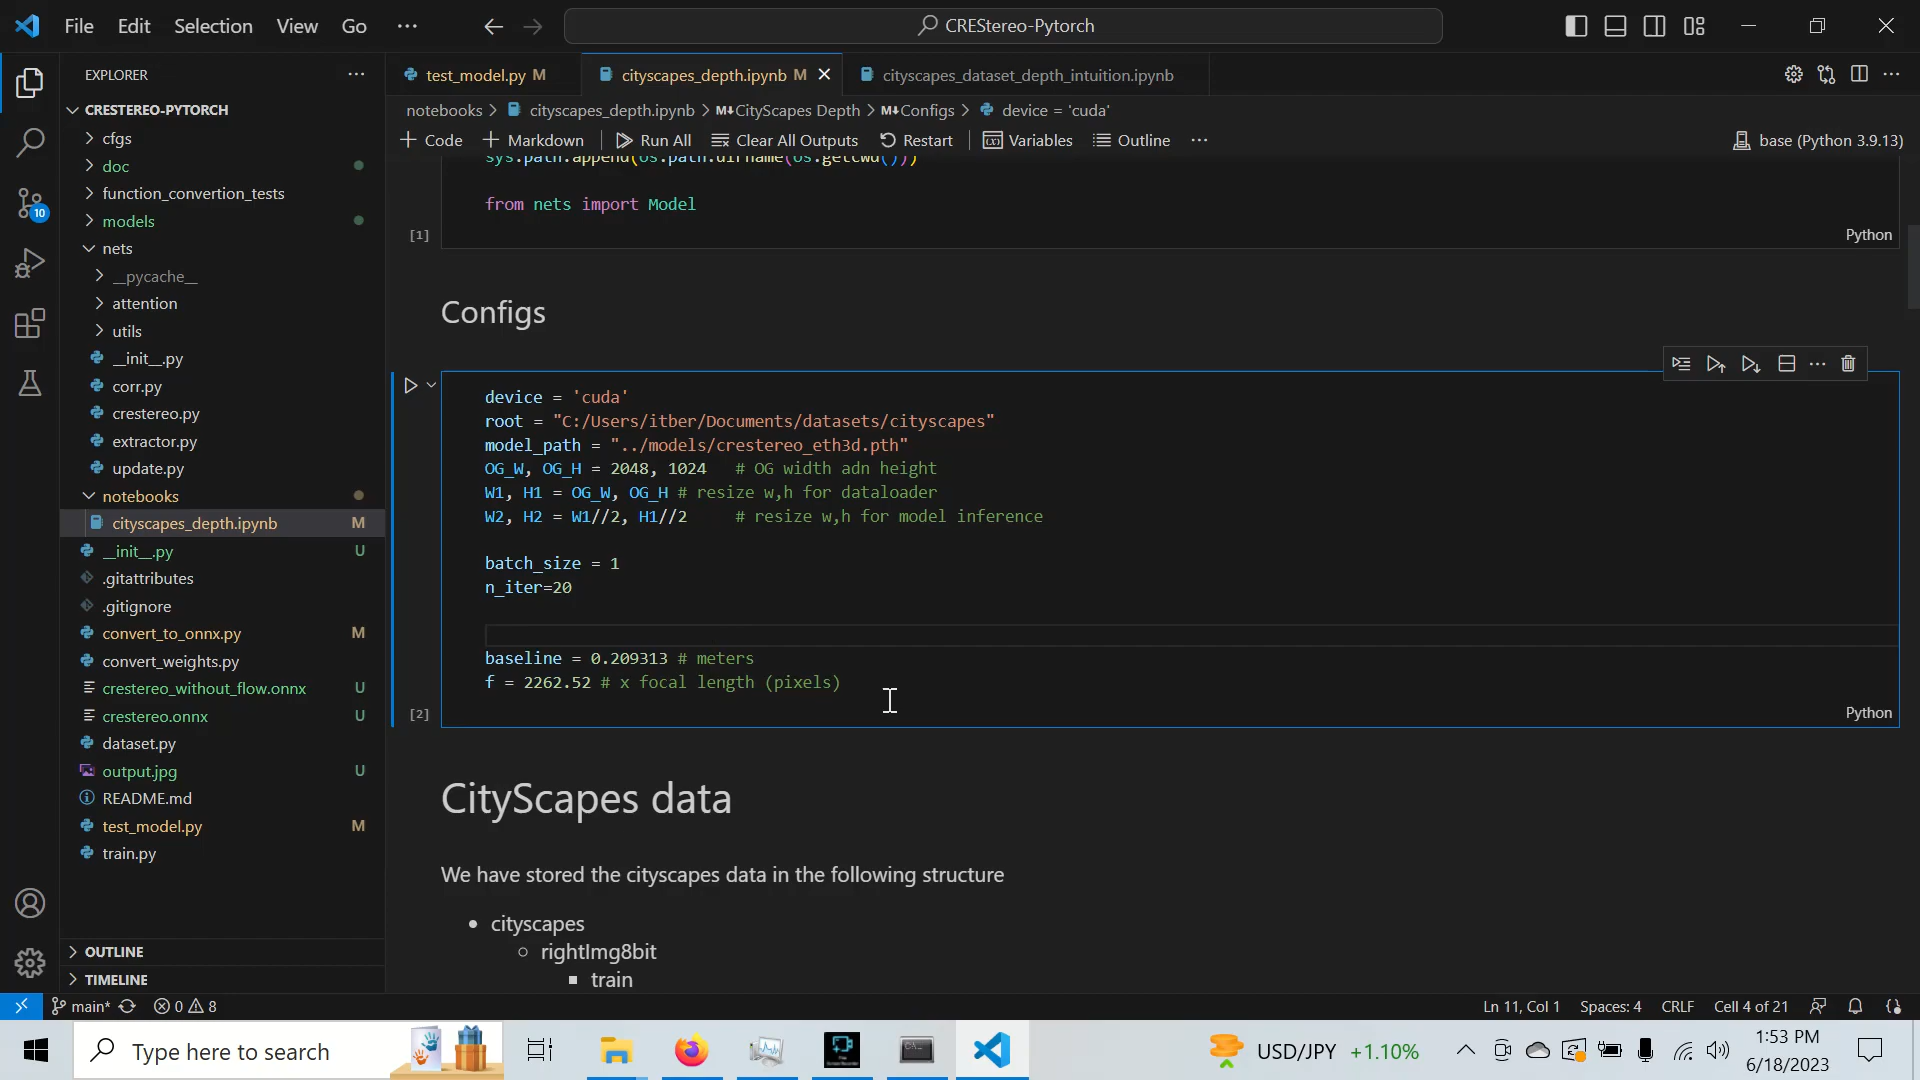 File Edit Selection View Go ···
CREStereo-Pytorch
EXPLORER
CRESTEREO-PYTORCH
cfgs
doc
function_convertion_tests
models
nets
__pycache__
attention
utils
__init__.py
corr.py
crestereo.py
extractor.py
update.py
notebooks
cityscapes_depth.ipynb M
__init__.py U
.gitattributes
.gitignore
convert_to_onnx.py M
convert_weights.py
crestereo_without_flow.onnx U
crestereo.onnx U
dataset.py
output.jpg U
README.md
test_model.py M
train.py
OUTLINE
TIMELINE
10
test_model.py M cityscapes_depth.ipynb M cityscapes_dataset_depth_intuition.ipynb
notebooks > cityscapes_depth.ipynb > M↓CityScapes Depth > M↓Configs > device = 'cuda'
+ Code + Markdown Run All Clear All Outputs Restart Variables Outline ··· base (Python 3.9.13)
sys.path.append(os.path.dirname(os.getcwd()))
from nets import Model
[1] Python
Configs
device = 'cuda'
root = "C:/Users/itber/Documents/datasets/cityscapes"
model_path = "../models/crestereo_eth3d.pth"
OG_W, OG_H = 2048, 1024 # OG width adn height
W1, H1 = OG_W, OG_H # resize w,h for dataloader
W2, H2 = W1//2, H1//2 # resize w,h for model inference
batch_size = 1
n_iter=20
baseline = 0.209313 # meters
f = 2262.52 # x focal length (pixels)
[2] Python
CityScapes data
We have stored the cityscapes data in the following structure
cityscapes
rightImg8bit
train
main* 0 8 Ln 11, Col 1 Spaces: 4 CRLF Cell 4 of 21
Type here to search USD/JPY +1.10% 1:53 PM
6/18/2023